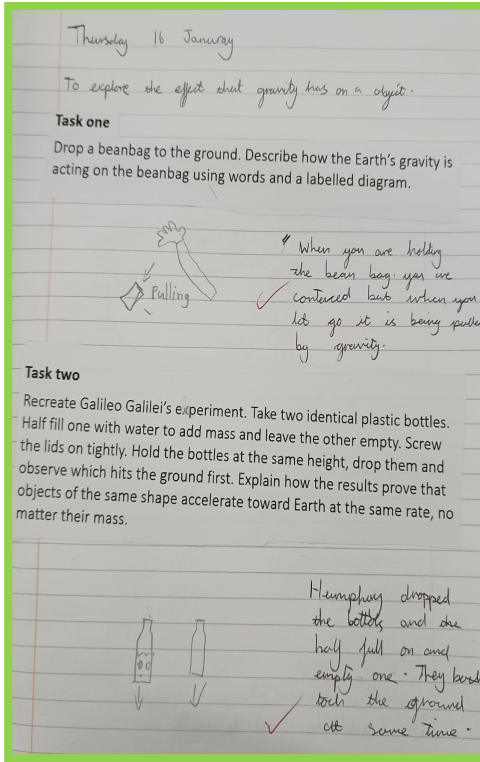 Thursday 16 Januray
To explore the effect that gravity has on a object.
Task one
Drop a beanbag to the ground. Describe how the Earth's gravity is
acting on the beanbag using words and a labelled diagram.
When you are holding
the bean bag. you are
Pulling
but when you
let go it is being pulled
by gravity.
Task two
Recreate Galileo Galilei's experiment. Take two identical plastic bottles.
Half fill one with water to add mass and leave the other empty. Screw
the lids on tightly. Hold the bottles at the same height, drop them and
observe which hits the ground first. Explain how the results prove that
objects of the same shape accelerate toward Earth at the same rate, no
matter their mass.
Humphray dropped
the bottols and the
half full on and
empty one. They
toch the ground
att same time.